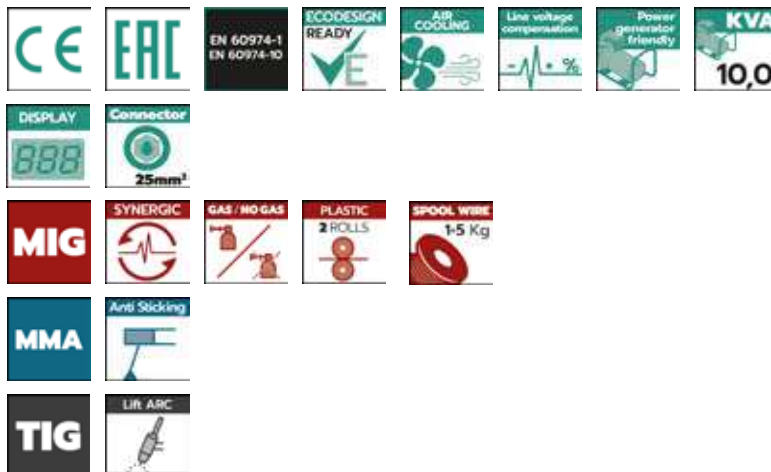 CE
EAC
EN 60974-1
EN 60974-10
ECODESIGN
READY
E
AIR
COOLING
Line voltage
compensation
- + %
Power
generator
friendly
KVA
10,0
DISPLAY
888
Connector
25mm²
MIG
SYNERGIC
GAS / NO GAS
PLASTIC
2 ROLLS
SPOOL WIRE
1-5 Kg
MMA
Anti Sticking
TIG
Lift ARC